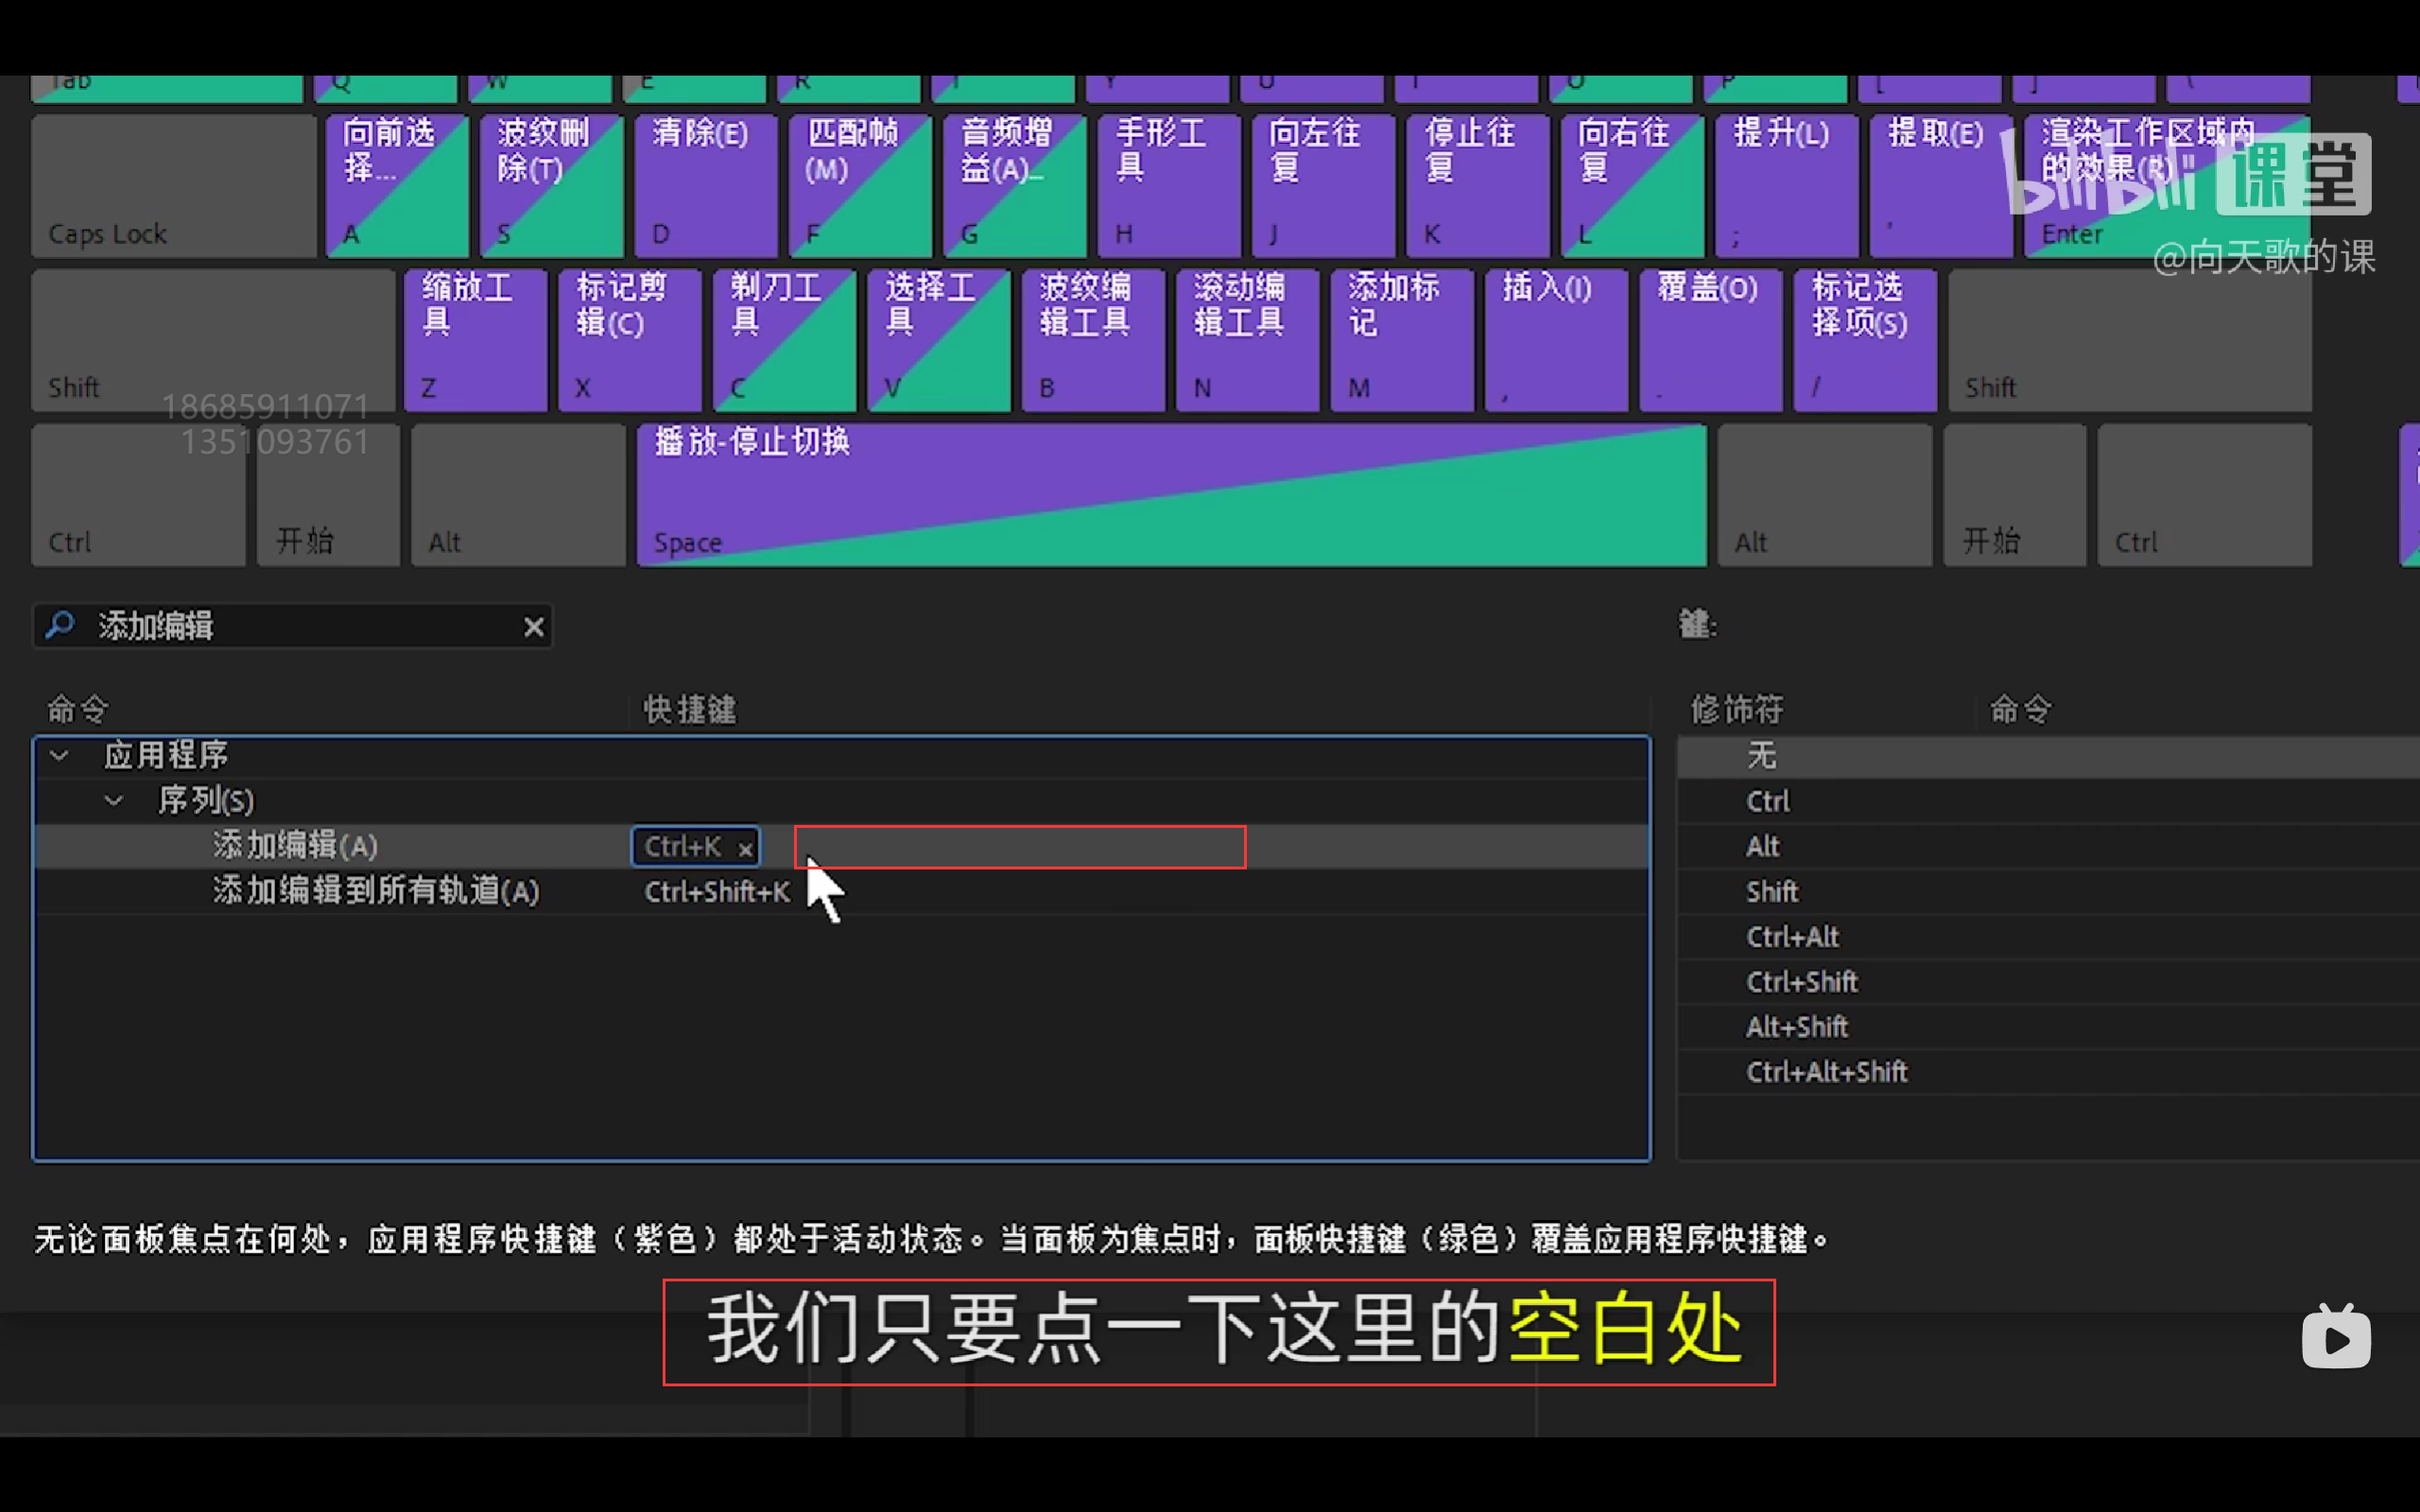 Tab Q W E R T Y U I O P [ ] \
向前选择... A
波纹删除(T) S
清除(E) D
匹配帧(M) F
音频增益(A)... G
手形工具 H
向左往复 J
停止往复 K
向右往复 L
提升(L) ;
提取(E) '
渲染工作区域内的效果(R)" Enter
Caps Lock
bilibili 课堂
@向天歌的课
Shift
缩放工具 Z
标记剪辑(C) X
剃刀工具 C
选择工具 V
波纹编辑工具 B
滚动编辑工具 N
添加标记 M
插入(I) ,
覆盖(O) .
标记选择项(S) /
Shift
18685911071
1351093761
Ctrl
开始
Alt
播放-停止切换
Space
Alt
开始
Ctrl
添加编辑 ×
键:
命令 快捷键
修饰符 命令
应用程序
序列(S)
添加编辑(A) Ctrl+K ×
添加编辑到所有轨道(A) Ctrl+Shift+K
无
Ctrl
Alt
Shift
Ctrl+Alt
Ctrl+Shift
Alt+Shift
Ctrl+Alt+Shift
无论面板焦点在何处，应用程序快捷键（紫色）都处于活动状态。当面板为焦点时，面板快捷键（绿色）覆盖应用程序快捷键。
我们只要点一下这里的空白处